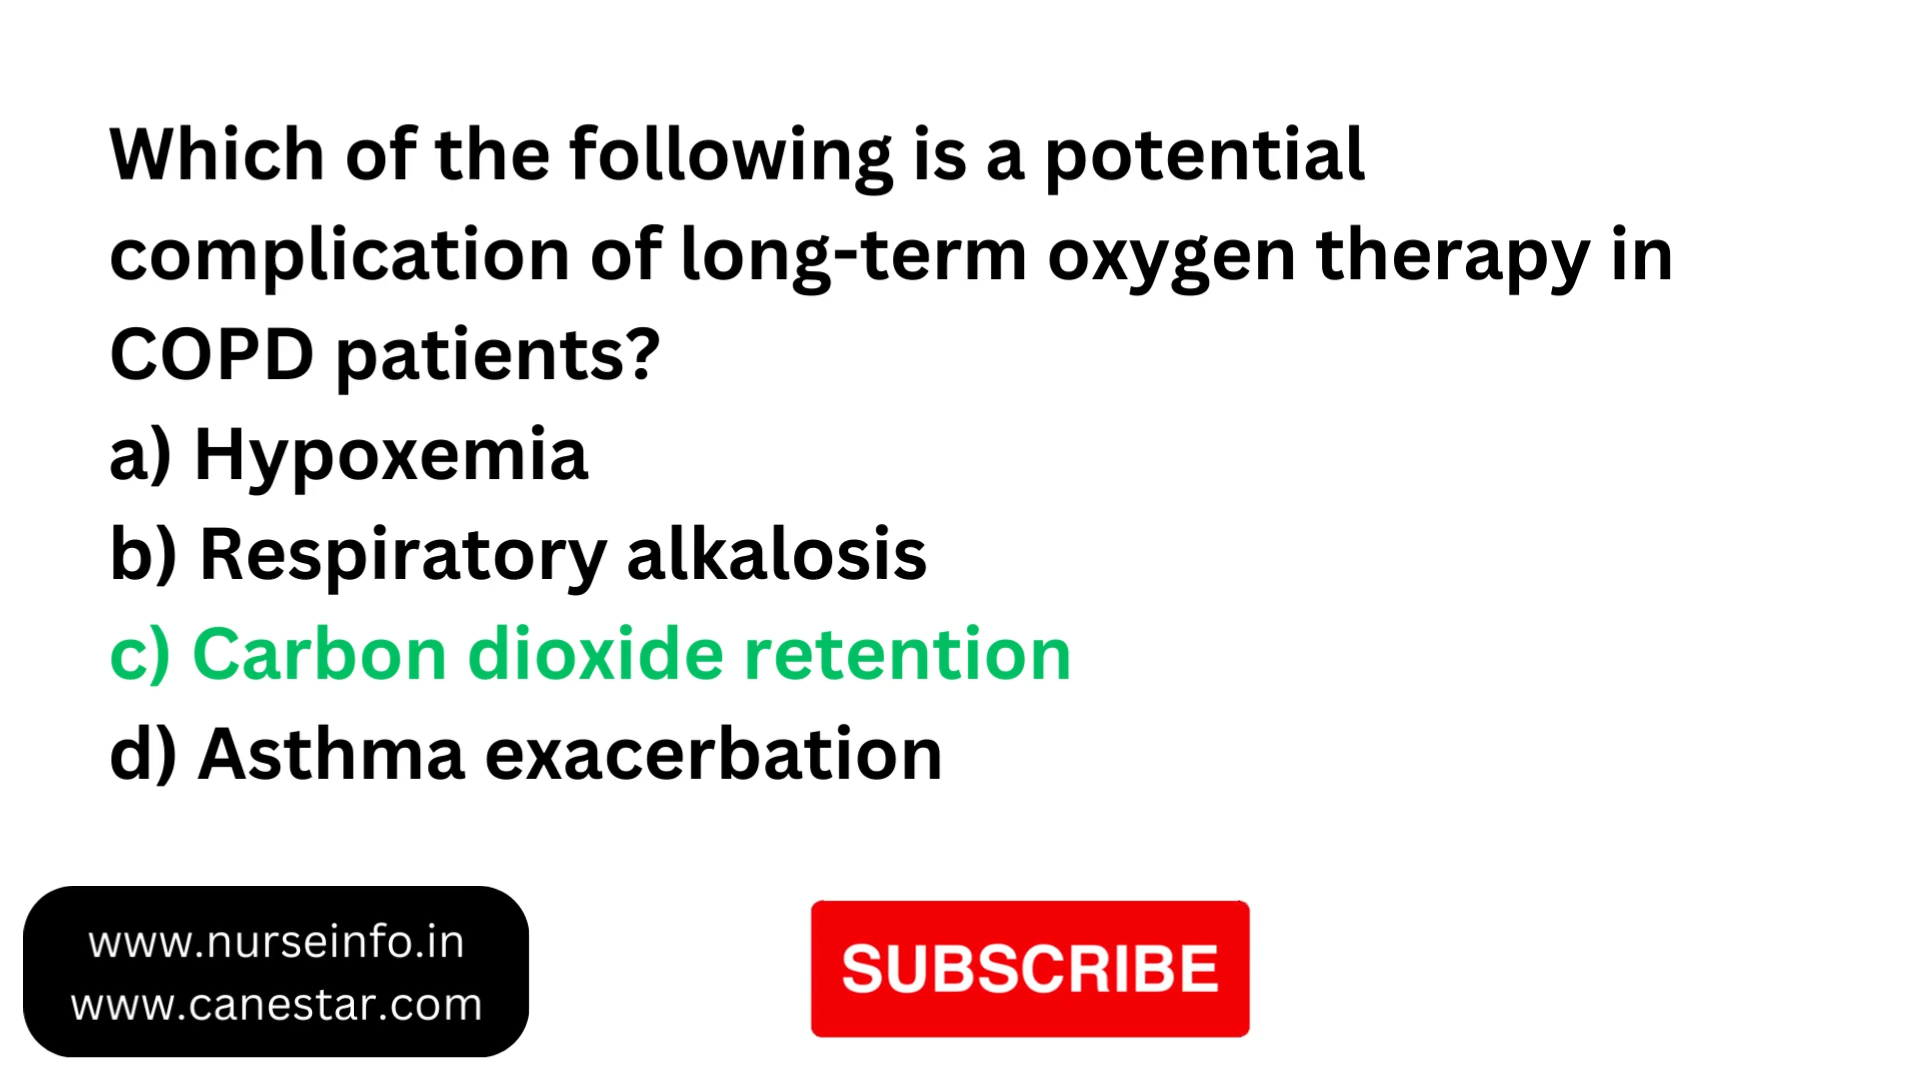 Which of the following is a potential
complication of long-term oxygen therapy in
COPD patients?
a) Hypoxemia
b) Respiratory alkalosis
c) Carbon dioxide retention
d) Asthma exacerbation
www.nurseinfo.in
www.canestar.com
SUBSCRIBE